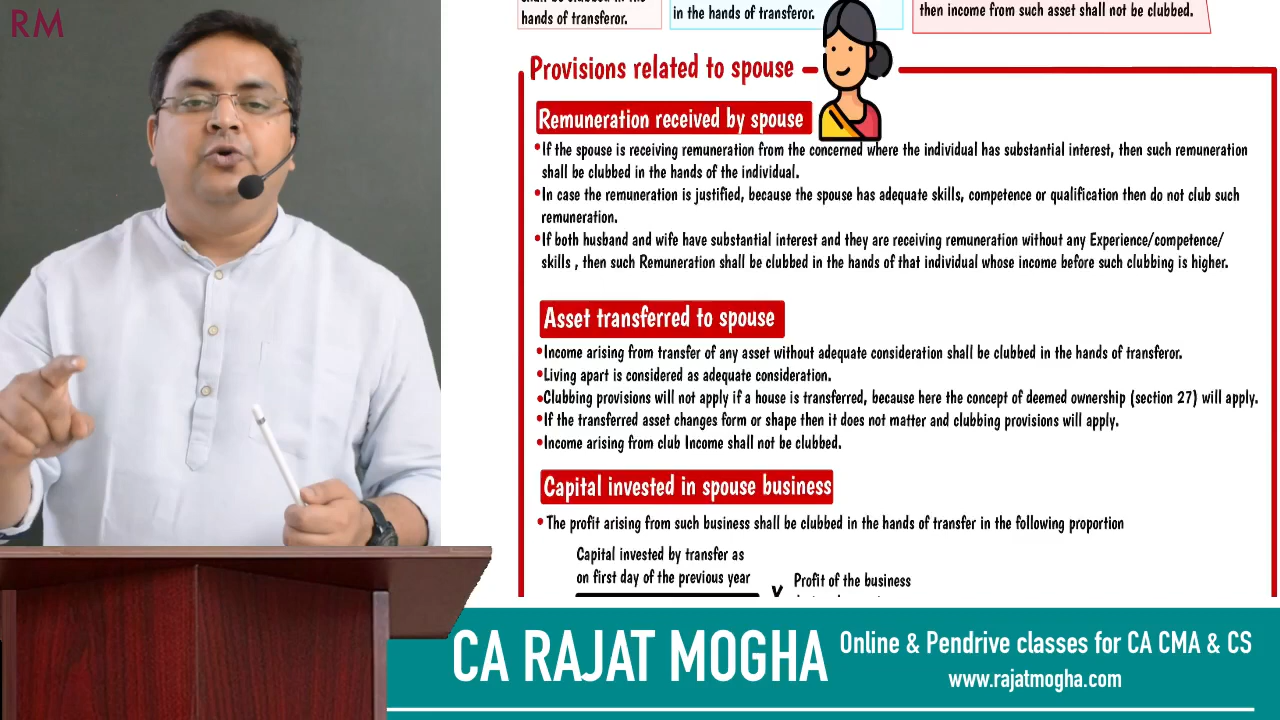 RM
hands of transferor.
in the hands of transferor.
then income from such asset shall not be clubbed.
Provisions related to spouse
Remuneration received by spouse
•If the spouse is receiving remuneration from the concerned where the individual has substantial interest, then such remuneration
shall be clubbed in the hands of the individual.
•In case the remuneration is justified, because the spouse has adequate skills, competence or qualification then do not club such
remuneration.
•If both husband and wife have substantial interest and they are receiving remuneration without any Experience/competence/
skills , then such Remuneration shall be clubbed in the hands of that individual whose income before such clubbing is higher.
Asset transferred to spouse
•Income arising from transfer of any asset without adequate consideration shall be clubbed in the hands of transferor.
•Living apart is considered as adequate consideration.
•Clubbing provisions will not apply if a house is transferred, because here the concept of deemed ownership (section 27) will apply.
•If the transferred asset changes form or shape then it does not matter and clubbing provisions will apply.
•Income arising from club Income shall not be clubbed.
Capital invested in spouse business
• The profit arising from such business shall be clubbed in the hands of transfer in the following proportion
Capital invested by transfer as
on first day of the previous year
X Profit of the business
CA RAJAT MOGHA
Online & Pendrive classes for CA CMA & CS
www.rajatmogha.com